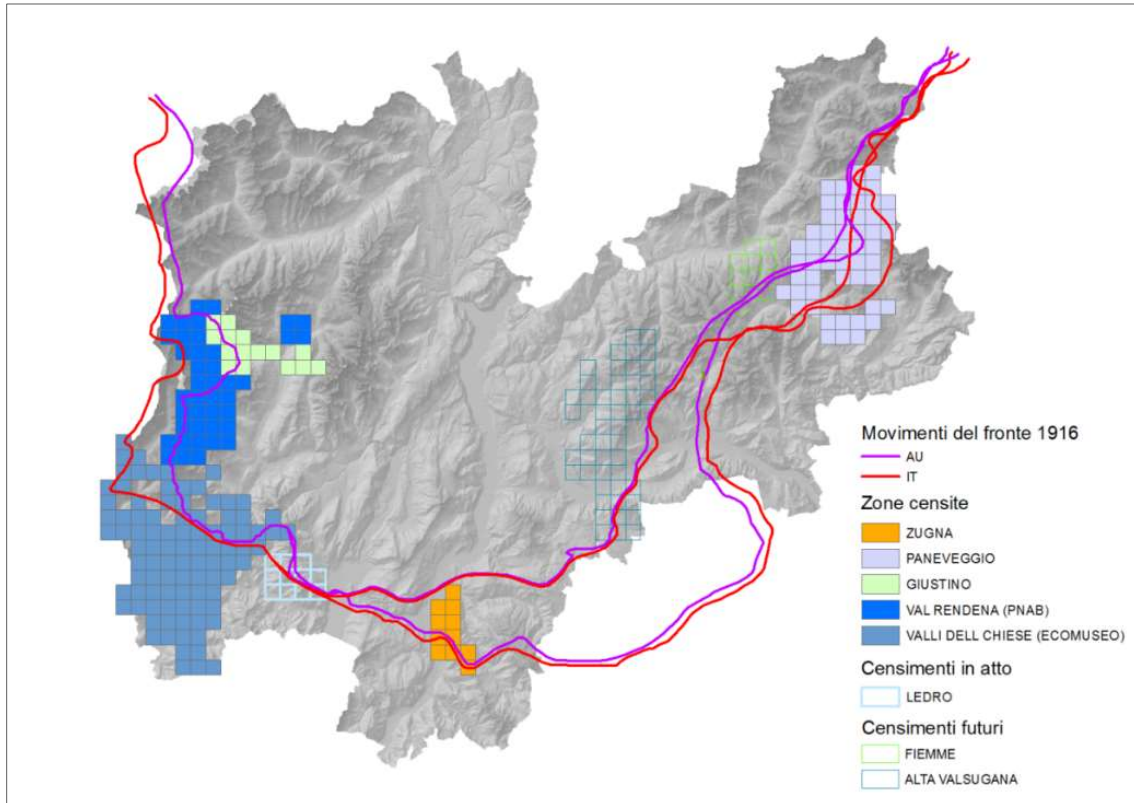 Movimenti del fronte 1916
AU
IT
Zone censite
ZUGNA
PANEVEGGIO
GIUSTINO
VAL RENDENA (PNAB)
VALLI DELL CHIESE (ECOMUSEO)
Censimenti in atto
LEDRO
Censimenti futuri
FIEMME
ALTA VALSUGANA